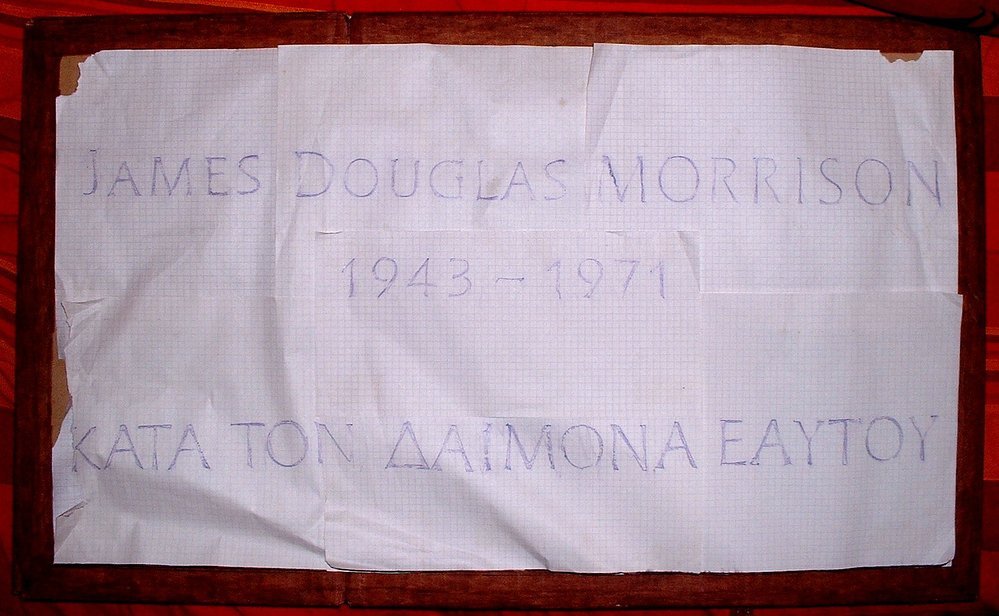 JAMES DOUGLAS MORRISON
1943 – 1971
ΚΑΤΑ ΤΟΝ ΔΑΙΜΟΝΑ ΕΑΥΤΟΥ